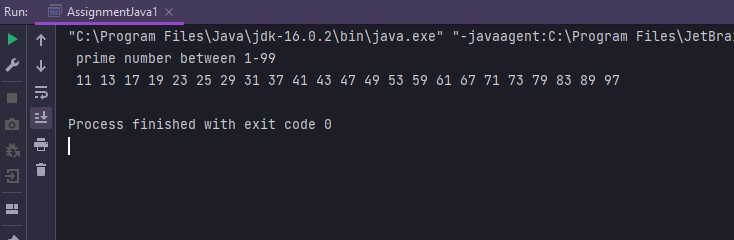 Run: AssignmentJava1
"C:\Program Files\Java\jdk-16.0.2\bin\java.exe" "-javaagent:C:\Program Files\JetBrai
prime number between 1-99
11 13 17 19 23 25 29 31 37 41 43 47 49 53 59 61 67 71 73 79 83 89 97
Process finished with exit code 0